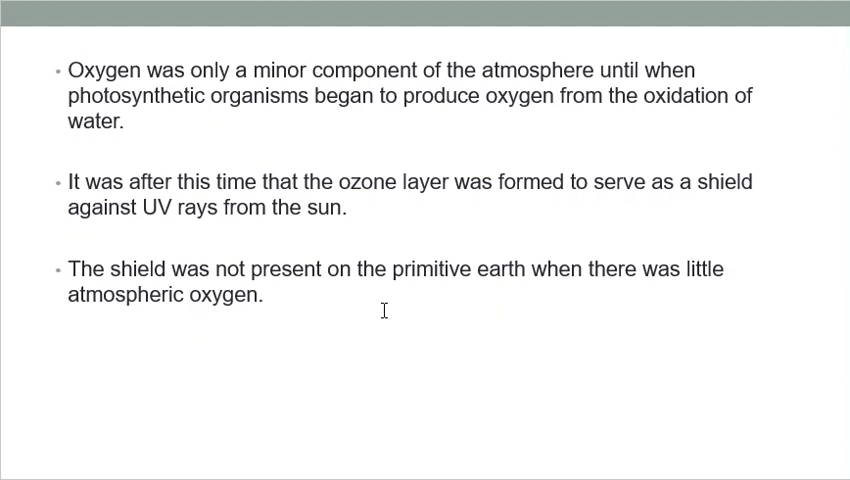 • Oxygen was only a minor component of the atmosphere until when
photosynthetic organisms began to produce oxygen from the oxidation of
water.
• It was after this time that the ozone layer was formed to serve as a shield
against UV rays from the sun.
• The shield was not present on the primitive earth when there was little
atmospheric oxygen.